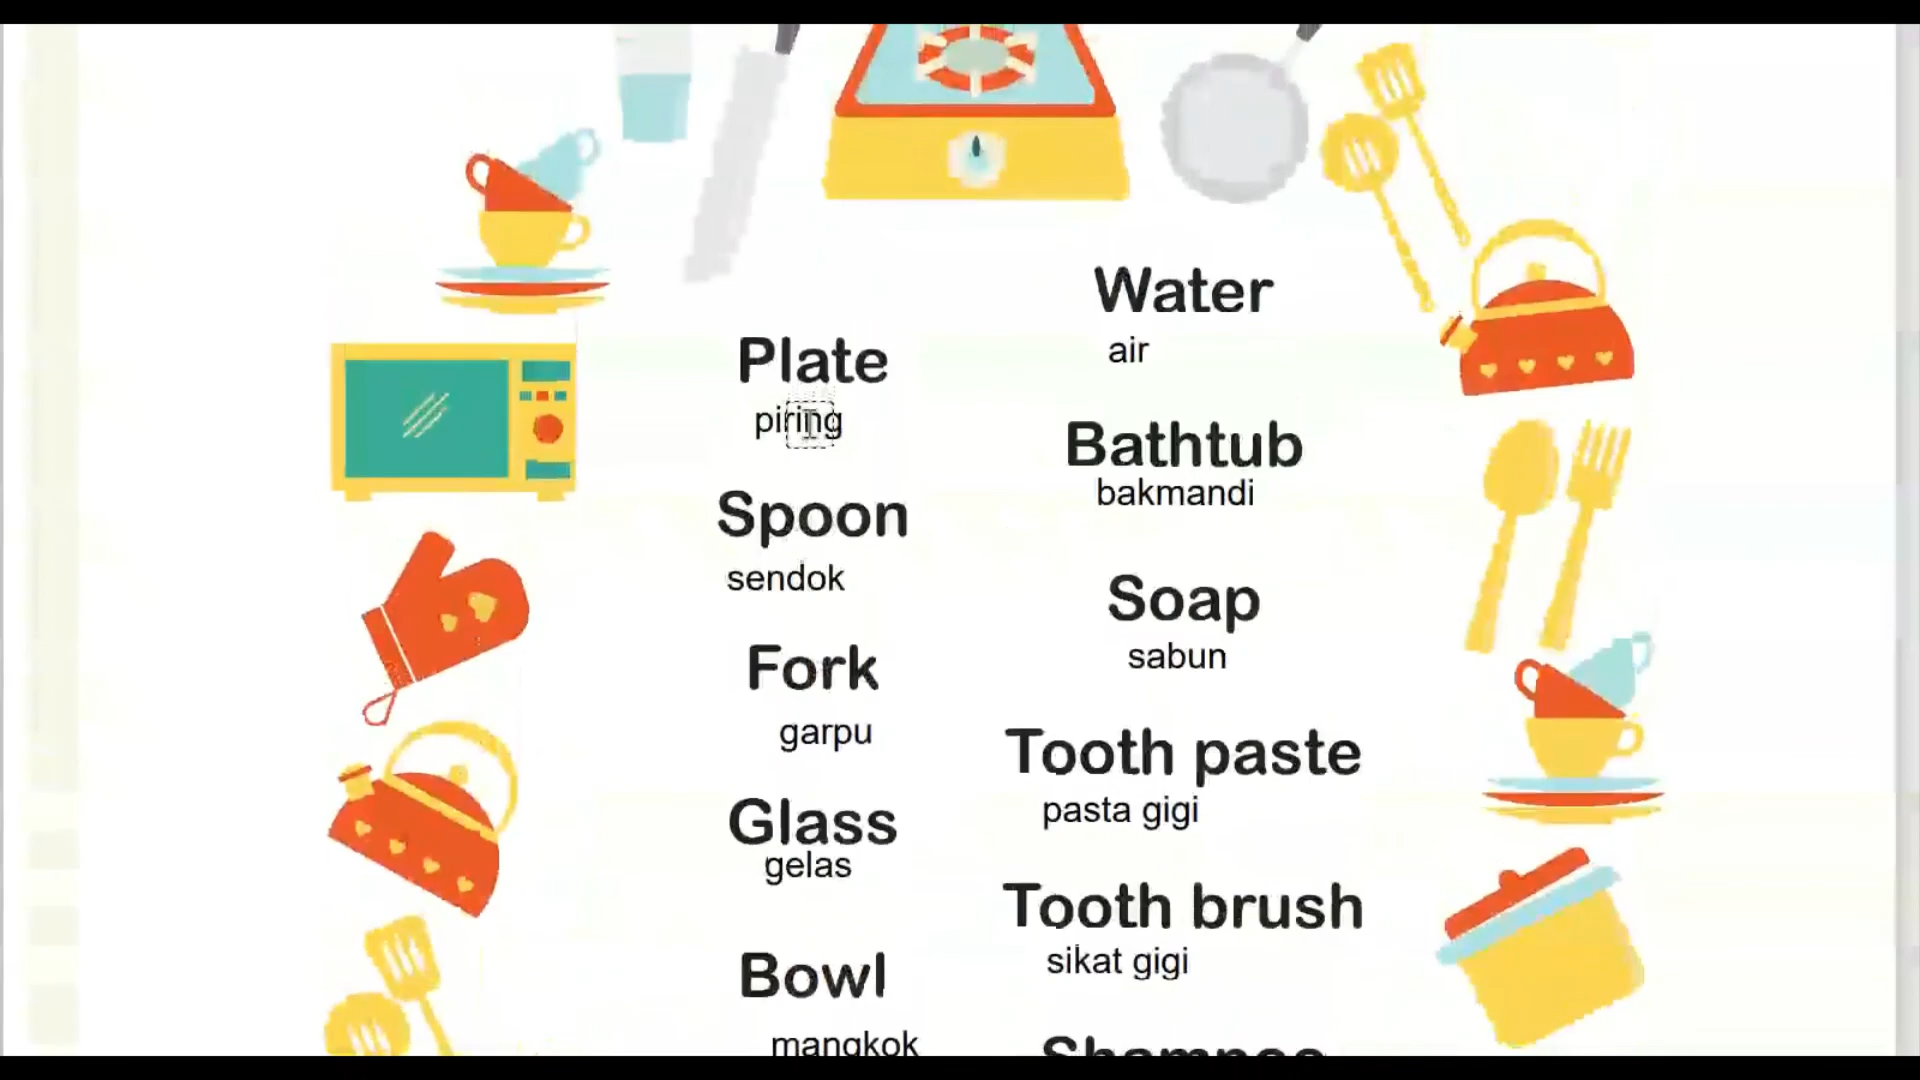 Plate
piring
Spoon
sendok
Fork
garpu
Glass
gelas
Bowl
mangkok
Water
air
Bathtub
bakmandi
Soap
sabun
Tooth paste
pasta gigi
Tooth brush
sikat gigi
Shampoo